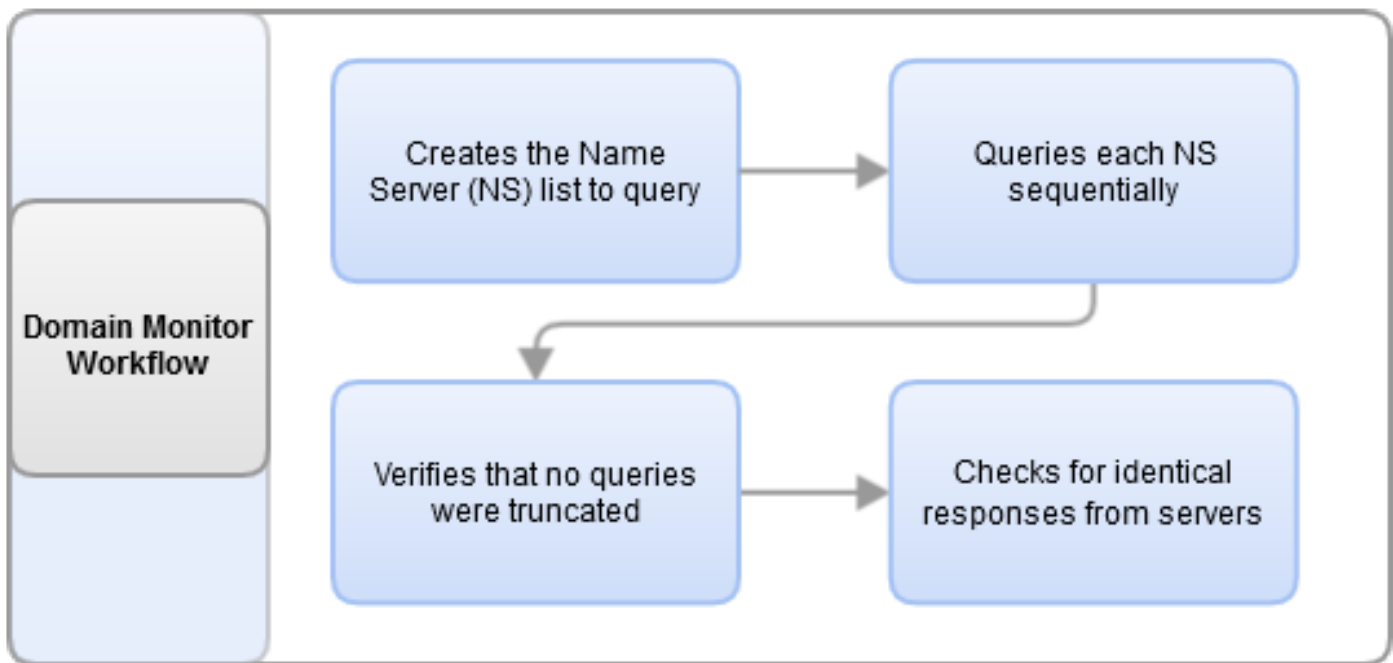 Domain Monitor
Workflow
Creates the Name
Server (NS) list to query
Queries each NS
sequentially
Verifies that no queries
were truncated
Checks for identical
responses from servers